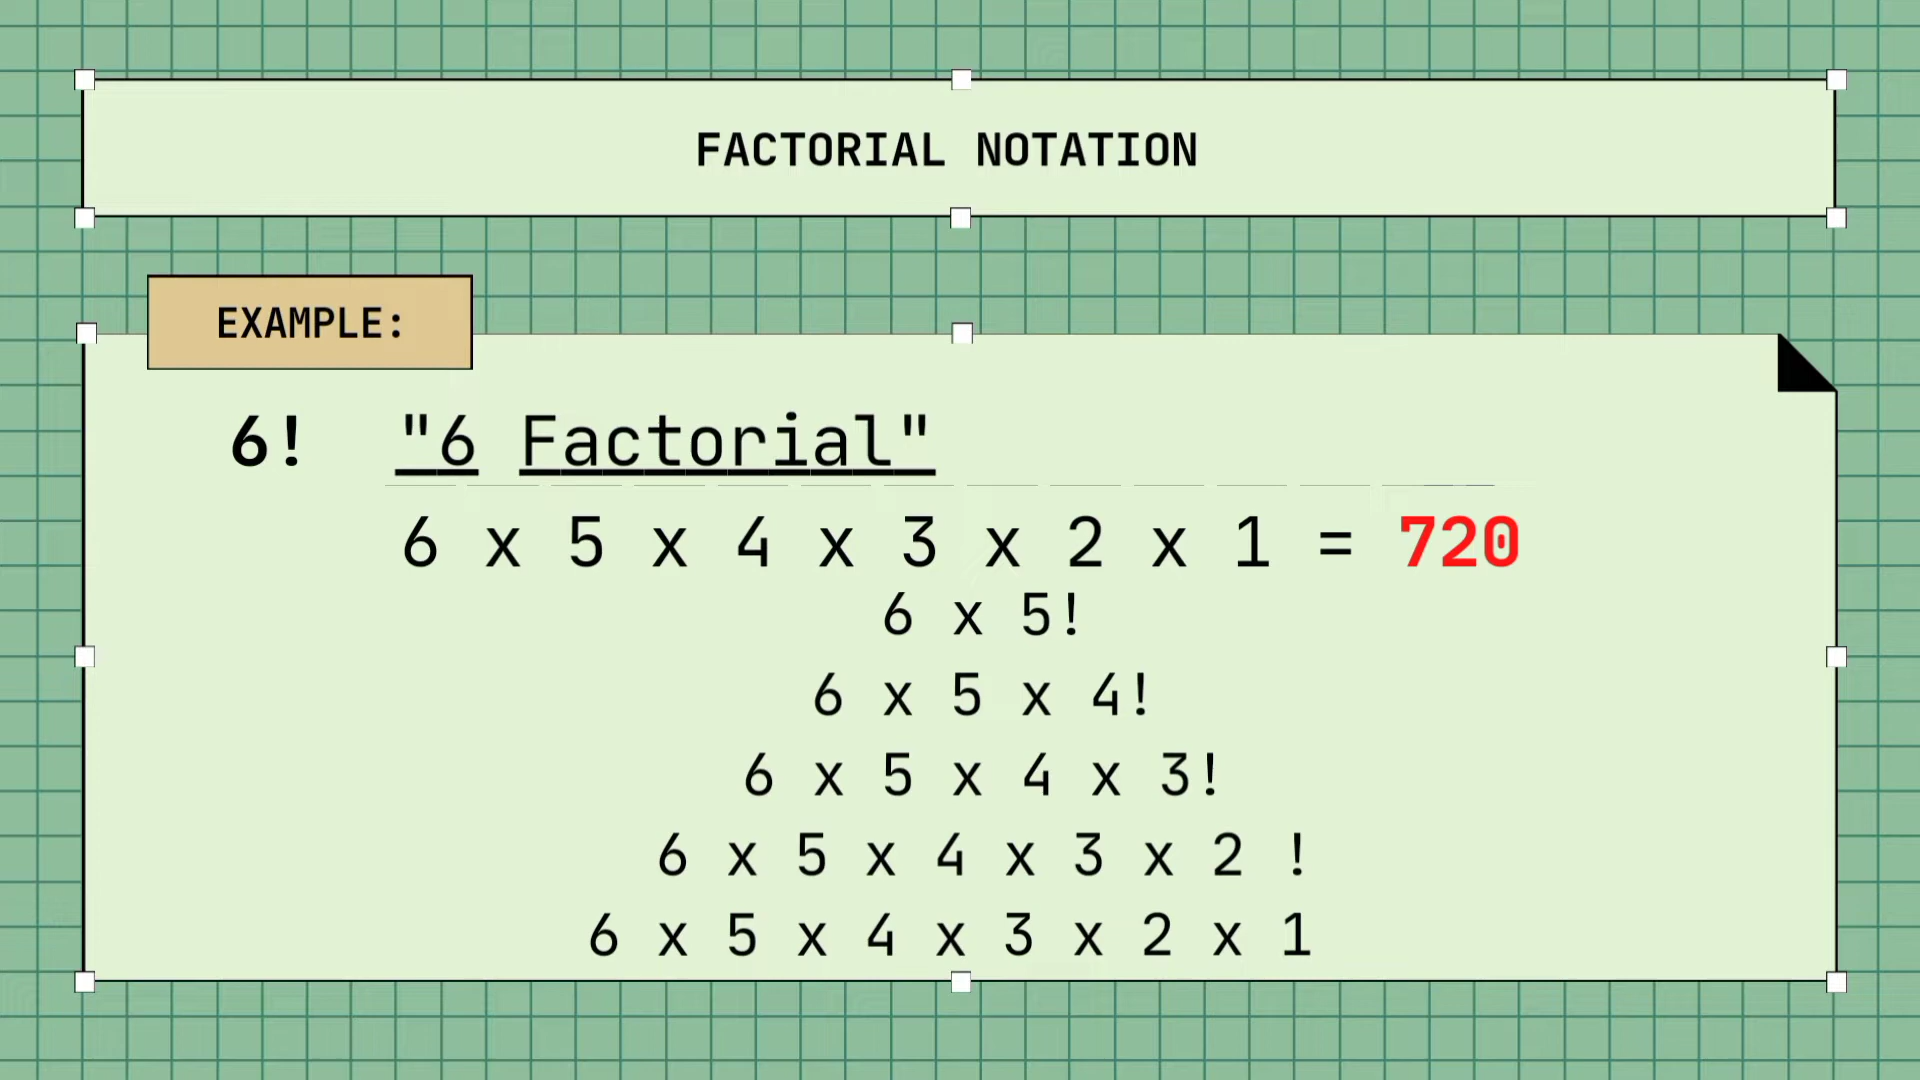 FACTORIAL NOTATION
EXAMPLE:
6! "6 Factorial"
6 x 5 x 4 x 3 x 2 x 1 = 720
6 x 5!
6 x 5 x 4!
6 x 5 x 4 x 3!
6 x 5 x 4 x 3 x 2 !
6 x 5 x 4 x 3 x 2 x 1